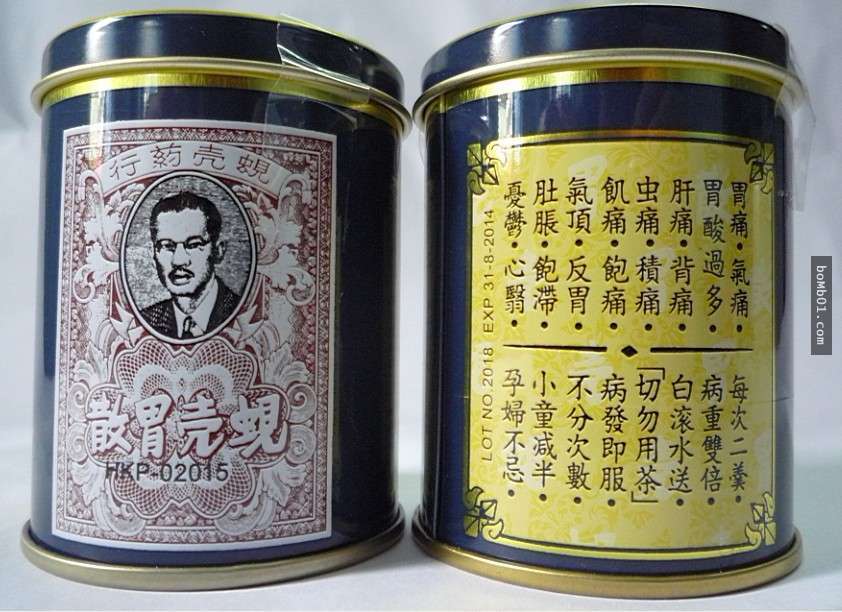 蜆壳药行
蜆壳胃散
HKP-02015
胃痛·氣痛·
胃酸過多·
肝痛·背痛·
虫痛·積痛·
飢痛·飽痛·
氣頂·反胃·
肚脹·飽滯·
憂鬱·心翳·
每次二羹·
病重雙倍·
白滾水送·
「切勿用茶」
病發即服·
不分次數·
小童減半·
孕婦不忌·
LOT NO.2018 EXP 31-8-2014
bomb01.com